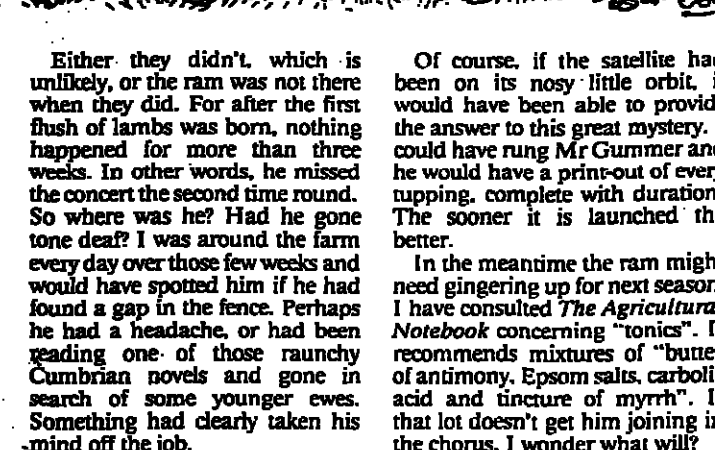 Either they didn't, which is
unlikely, or the ram was not there
when they did. For after the first
flush of lambs was born, nothing
happened for more than three
weeks. In other words, he missed
the concert the second time round.
So where was he? Had he gone
tone deaf? I was around the farm
every day over those few weeks and
would have spotted him if he had
found a gap in the fence. Perhaps
he had a headache, or had been
reading one of those raunchy
Cumbrian novels and gone in
search of some younger ewes.
Something had clearly taken his
mind off the job.
Of course, if the satellite ha
been on its nosy little orbit,
would have been able to provid
the answer to this great mystery.
could have rung Mr Gummer an
he would have a print-out of ever
tupping, complete with duration
The sooner it is launched th
better.
In the meantime the ram migh
need gingering up for next season
I have consulted The Agricultura
Notebook concerning "tonics".
recommends mixtures of "butte
of antimony, Epsom salts, carboli
acid and tincture of myrrh".
that lot doesn't get him joining i
the chorus, I wonder what will?